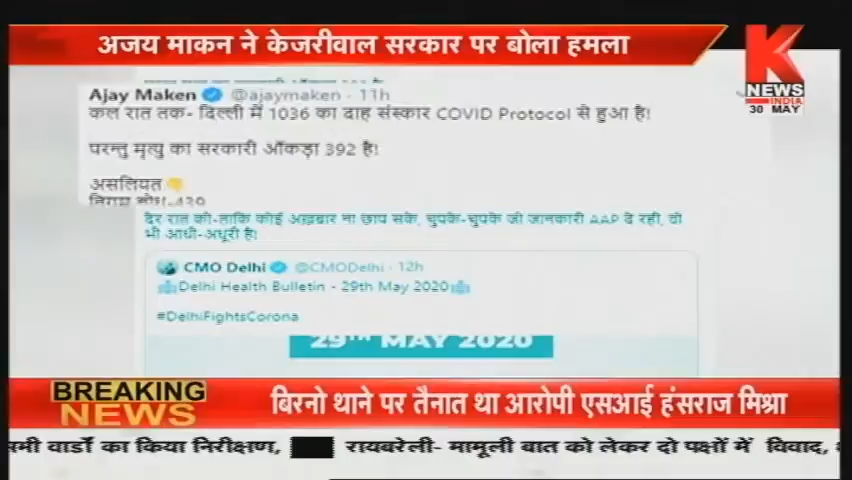 अजय माकन ने केजरीवाल सरकार पर बोला हमला
K
NEWS
INDIA
30 MAY
Ajay Maken @ajaymaken · 11h
कल रात तक- दिल्ली में 1036 का दाह संस्कार COVID Protocol से हुआ है!
परन्तु मृत्यु का सरकारी आँकड़ा 392 है!
असलियत👇
देर रात को-ताकि कोई अख़बार ना छाप सके, चुपके-चुपके जो जानकारी AAP दे रही, वो
भी आधी-अधूरी है!
CMO Delhi @CMODelhi · 12h
Delhi Health Bulletin - 29th May 2020
#DelhiFightsCorona
29TH MAY 2020
BREAKING
NEWS
बिरनो थाने पर तैनात था आरोपी एसआई हंसराज मिश्रा
वार्डों का किया निरीक्षण, रायबरेली- मामूली बात को लेकर दो पक्षों में विवाद,